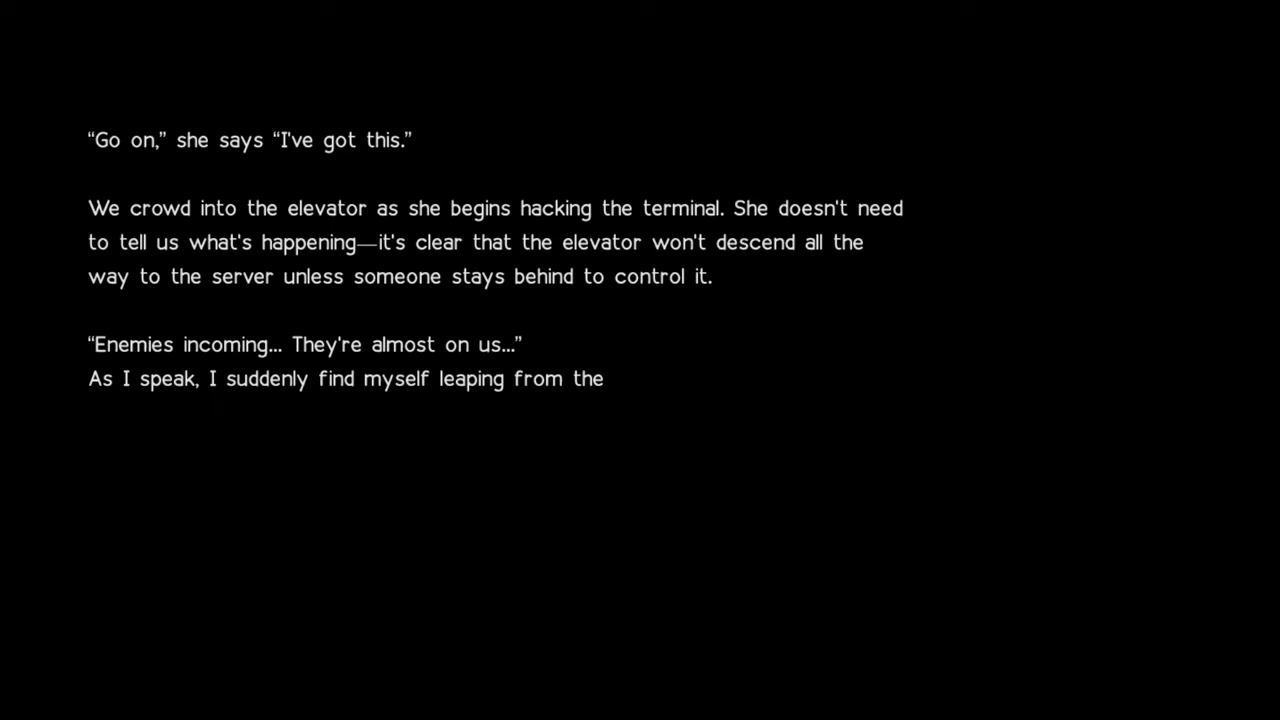 “Go on,” she says “I've got this.”
We crowd into the elevator as she begins hacking the terminal. She doesn't need
to tell us what's happening—it's clear that the elevator won't descend all the
way to the server unless someone stays behind to control it.
“Enemies incoming... They're almost on us...”
As I speak, I suddenly find myself leaping from the